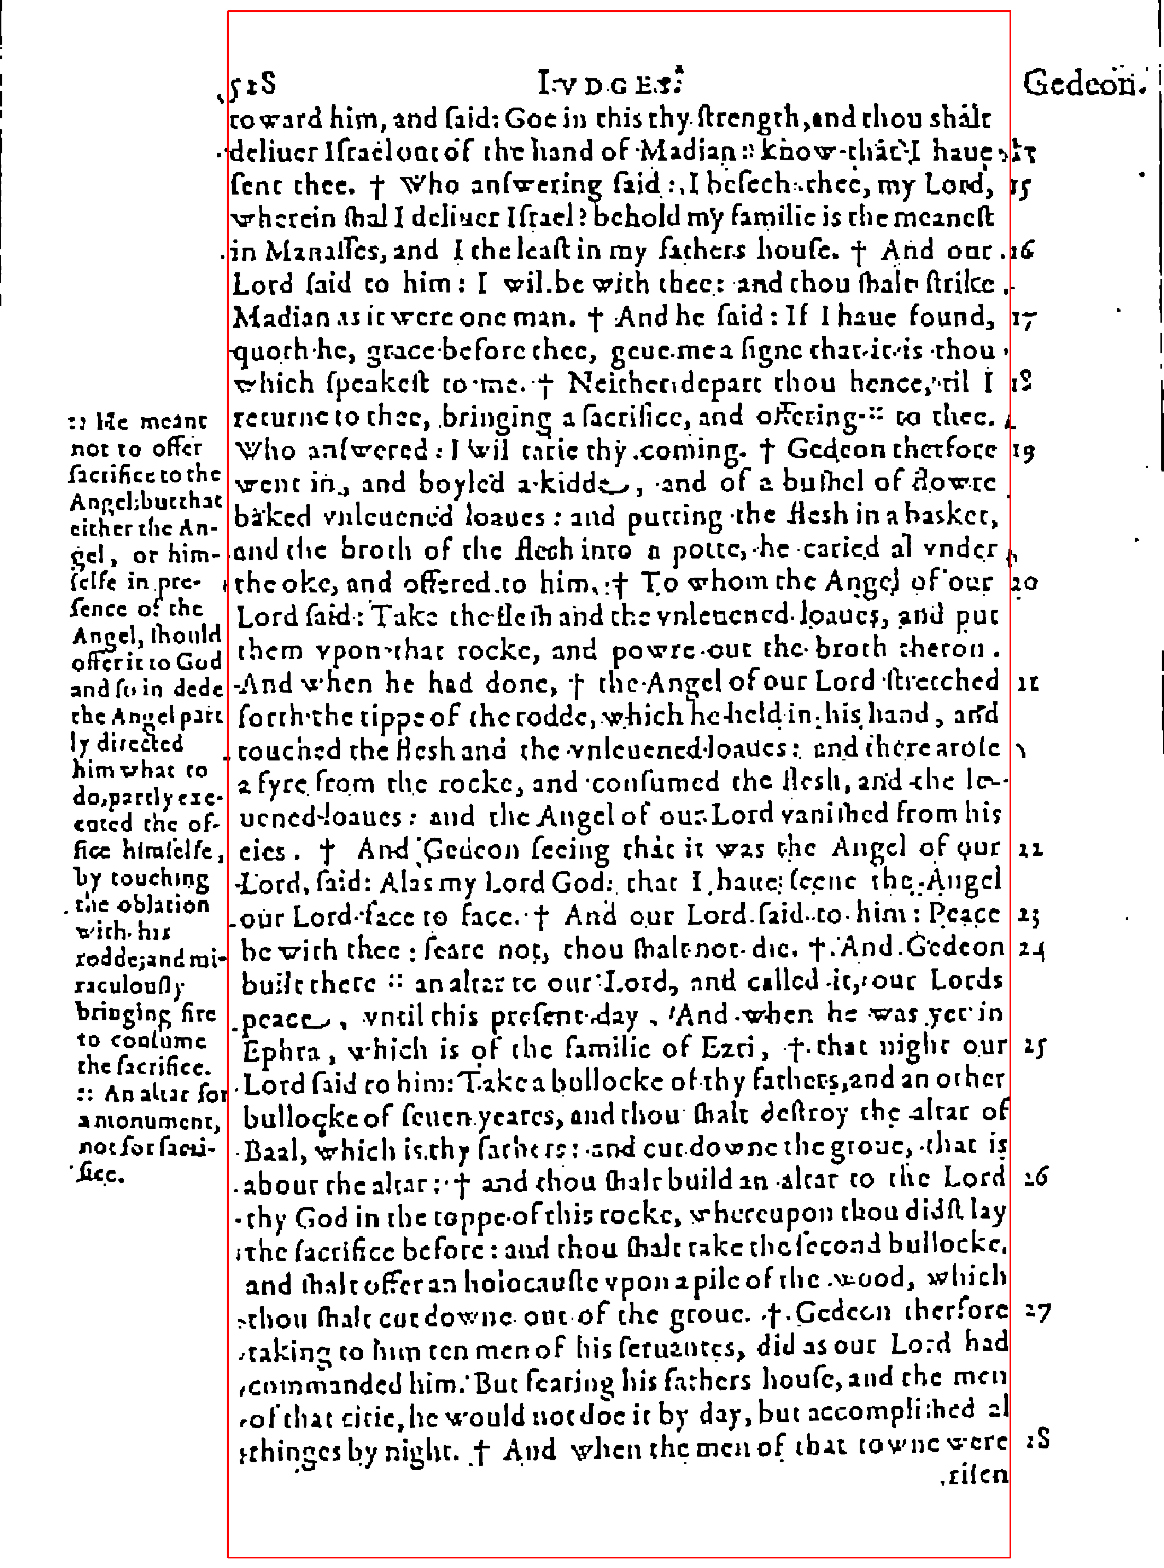 518 IVDGES. Gedeon.
toward him, and ſaid: Goe in this thy ſtrength, and thou shalt
deliuer Iſrael out of the hand of Madian :: know that I haue
ſent thee. † Who anſwering ſaid: I beſech thee, my Lord, 15
wherein ſhal I deliuer Iſrael? behold my familie is the meaneſt
in Manaſſes, and I the leaſt in my fathers houſe. † And our 16
Lord ſaid to him: I wil be with thee: and thou ſhalt ſtrike
Madian as it were one man. † And he ſaid: If I haue found, 17
quoth he, grace before thee, geue me a ſigne that it is thou
which ſpeakeſt to me. † Neither depart thou hence, til I 18
returne to thee, bringing a ſacrifice, and offering :: to thee.
Who anſwered: I wil tarie thy coming. † Gedeon therfore 19
went in, and boyled a kidde, and of a buſhel of flowre
baked vnleuened loaues: and putting the flesh in a basket,
and the broth of the flesh into a potte, he caried al vnder
the oke, and offered to him. † To whom the Angel of our 20
Lord ſaid: Take the fleſh and the vnleuened loaues, and put
them vpon that rocke, and powre out the broth theron.
And when he had done, † the Angel of our Lord ſtretched 21
forth the tippe of the rodde, which he held in his hand, and
touched the flesh and the vnleuened loaues: and there aroſe
a fyre from the rocke, and conſumed the flesh, and the le-
uened loaues: and the Angel of our Lord vaniſhed from his
eies. † And Gedeon ſeeing that it was the Angel of our 22
Lord, ſaid: Alas my Lord God: that I haue ſeene the Angel
our Lord face to face. † And our Lord ſaid to him: Peace 23
be with thee: feare not, thou ſhalt not die. † And Gedeon 24
built there :: an altar to our Lord, and called it, our Lords
peace, vntil this preſent day. And when he was yet in
Ephra, which is of the familie of Ezri, † that night our 25
Lord ſaid to him: Take a bullocke of thy fathers, and an other
bullocke of ſeuen yeares, and thou ſhalt deſtroy the altar of
Baal, which is thy fathers: and cut downe the groue, that is
about the altar: † and thou ſhalt build an altar to the Lord 26
thy God in the toppe of this rocke, whereupon thou didſt lay
the ſacrifice before: and thou ſhalt take the ſecond bullocke,
and ſhalt offer an holocauſte vpon a pile of the wood, which
thou ſhalt cut downe out of the groue. † Gedeon therfore 27
taking to him ten men of his ſeruantes, did as our Lord had
commanded him. But fearing his fathers houſe, and the men
of that citie, he would not doe it by day, but accompliſhed al
thinges by night. † And when the men of that towne were 28
riſen
:: He meant
not to offer
ſacrifice to the
Angel; but that
either the An-
gel, or him-
ſelfe in pre-
ſence of the
Angel, ſhould
offer it to God
and ſo in dede
the Angel part
ly directed
him what to
do, partly exe-
cuted the of-
fice himſelfe,
by touching
the oblation
with his
rodde; and mi-
raculouſly
bringing fire
to conſume
the ſacrifice.
:: An altar for
a monument,
not for ſacri-
fice.